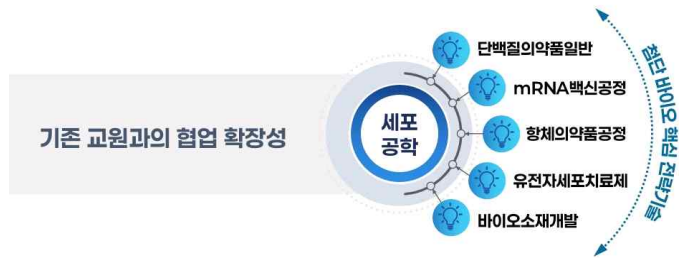 기존 교원과의 협업 확장성
세포
공학
단백질의약품일반
mRNA백신공정
항체의약품공정
유전자세포치료제
바이오소재개발
첨단 바이오 핵심 전략기술